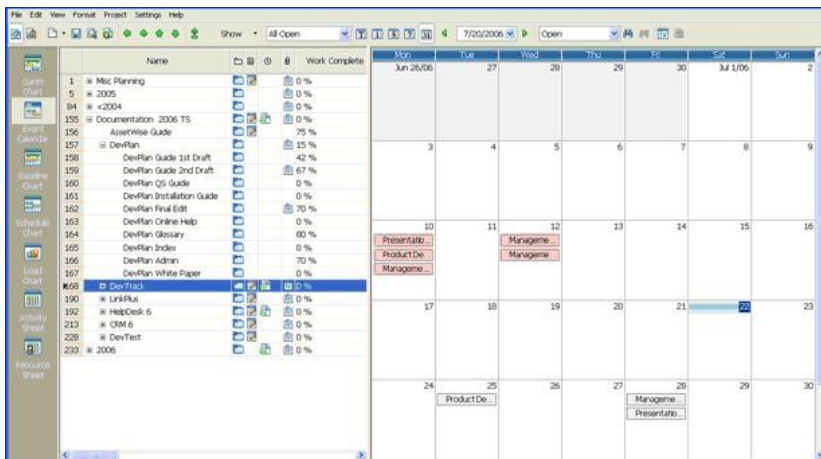 File Edit View Format Project Settings Help
Show All Open 7/20/2006 Open
Gantt Chart
Event Calendar
Baseline Chart
Schedule Chart
Load Chart
Activity Sheet
Resource Sheet
Name Work Complete
1 Misc Planning 0 %
5 2005 0 %
84 <2004 0 %
155 Documentation 2006 TS 0 %
156 AssetWise Guide 75 %
157 DevPlan 15 %
158 DevPlan Guide 1st Draft 42 %
159 DevPlan Guide 2nd Draft 67 %
160 DevPlan QS Guide 0 %
161 DevPlan Installation Guide 0 %
162 DevPlan Final Edit 70 %
163 DevPlan Online Help 0 %
164 DevPlan Glossary 80 %
165 DevPlan Index 0 %
166 DevPlan Admin 70 %
167 DevPlan White Paper 0 %
168 DevTrack 0 %
190 LinkPlus 0 %
192 HelpDesk 6 0 %
213 CRM 6 0 %
228 DevTest 0 %
233 2006 0 %
Mon Tue Wed Thu Fri Sat Sun
Jun 26/06 27 28 29 30 Jul 1/06 2
3 4 5 6 7 8 9
10 11 12 13 14 15 16
Presentatio... Manageme...
Product De... Manageme...
Manageme...
17 18 19 20 21 22 23
24 25 26 27 28 29 30
Product De... Manageme...
Presentatio...